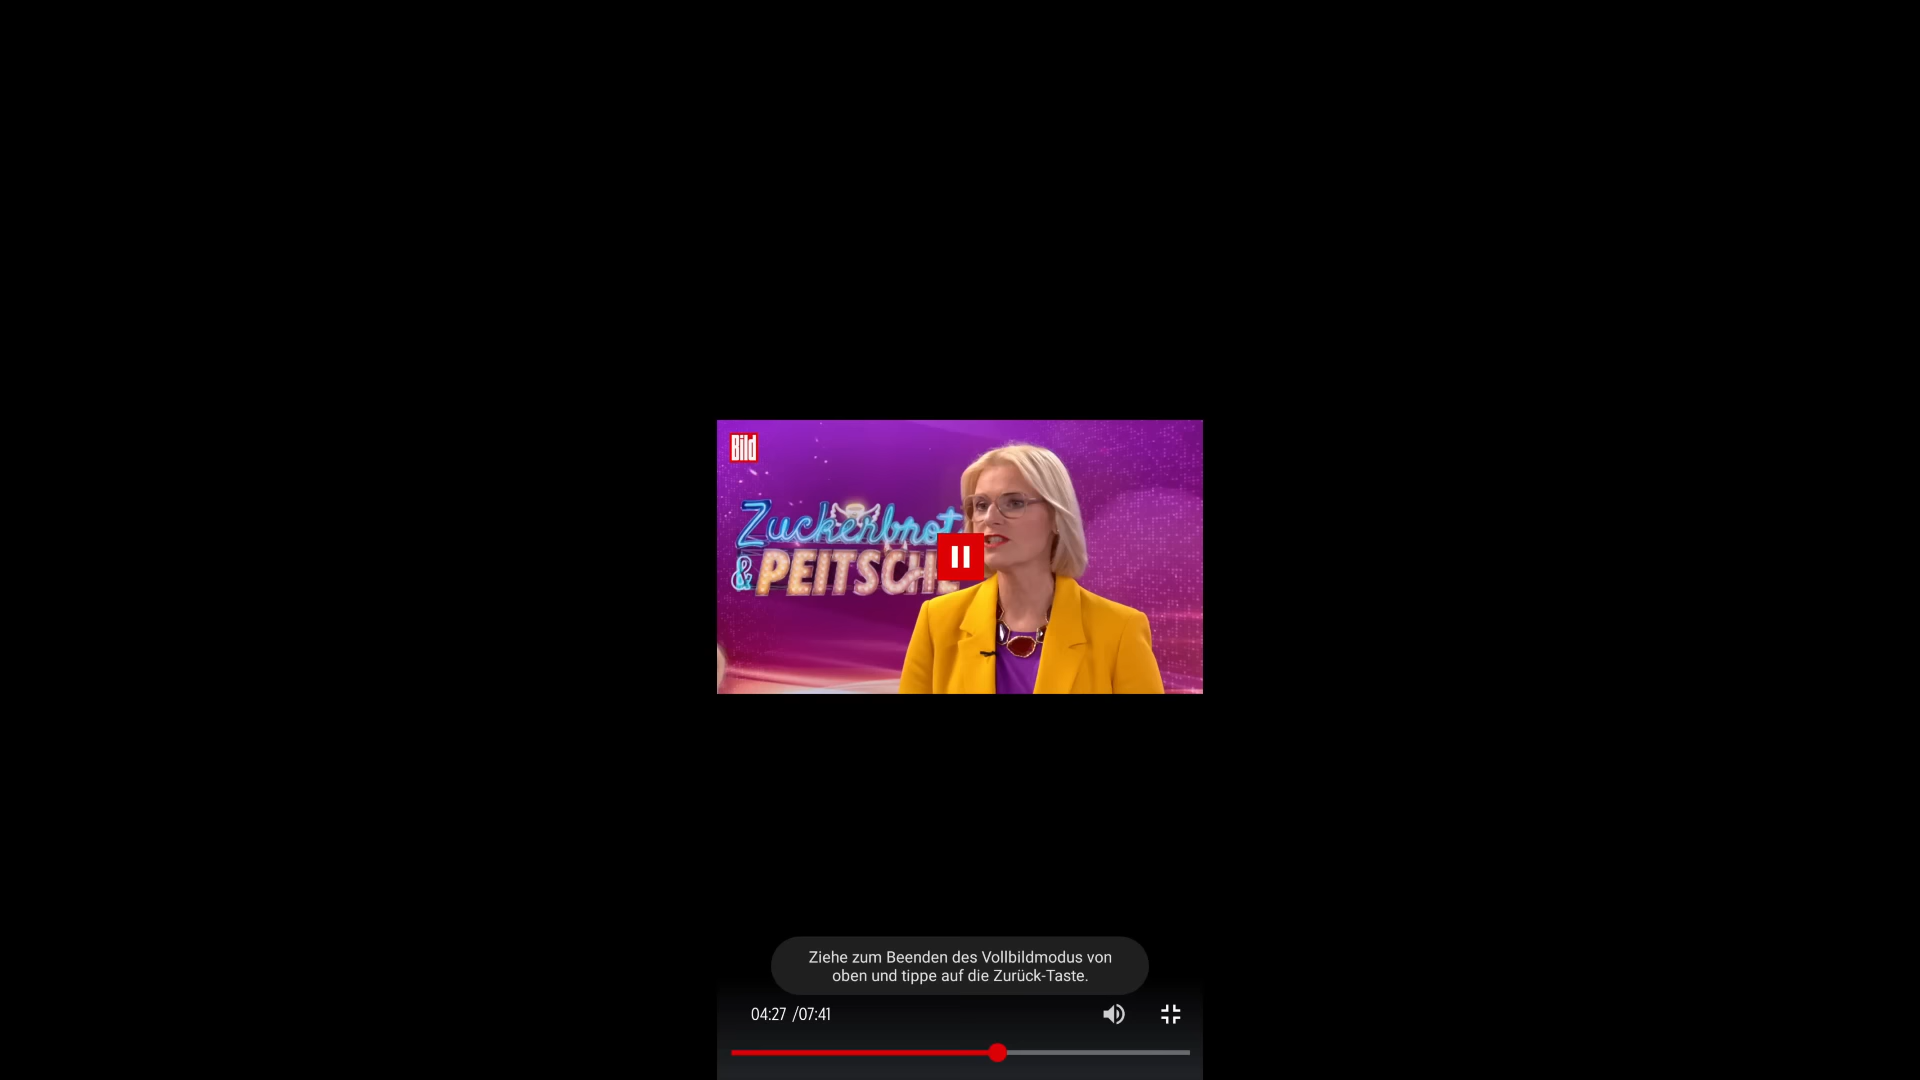 Bild
Zuckerbrot
& PEITSCHE
Ziehe zum Beenden des Vollbildmodus von
oben und tippe auf die Zurück-Taste.
04:27 /07:41